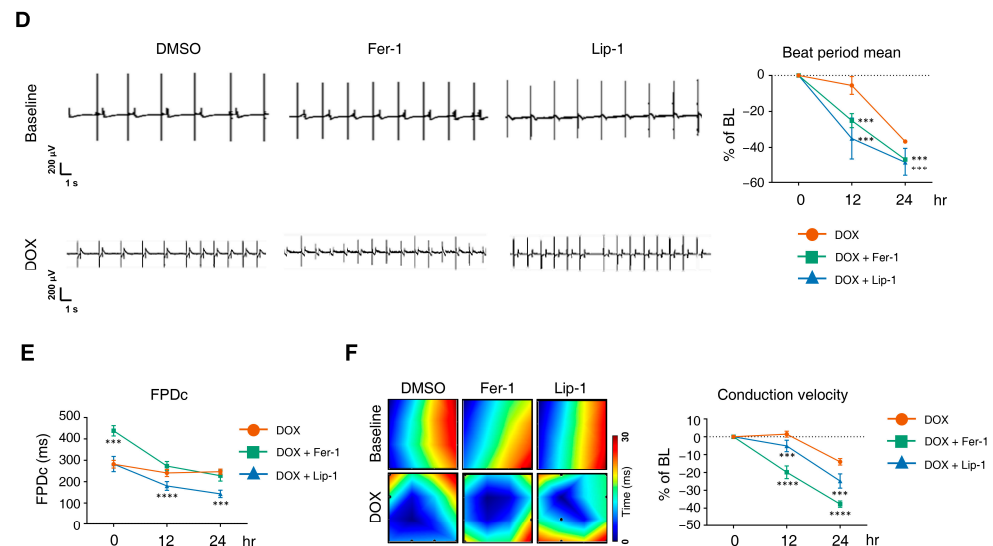 D
DMSO
Fer-1
Lip-1
Baseline
200 µV
1 s
DOX
200 µV
1 s
Beat period mean
% of BL
0
−20
−40
−60
***
***
***
***
0
12
24
hr
DOX
DOX + Fer-1
DOX + Lip-1
E
FPDc
FPDc (ms)
500
400
300
200
100
0
***
****
***
0
12
24
hr
DOX
DOX + Fer-1
DOX + Lip-1
F
DMSO
Fer-1
Lip-1
Baseline
DOX
30
Time (ms)
0
Conduction velocity
% of BL
10
0
−10
−20
−30
−40
−50
***
****
***
****
0
12
24
hr
DOX
DOX + Fer-1
DOX + Lip-1